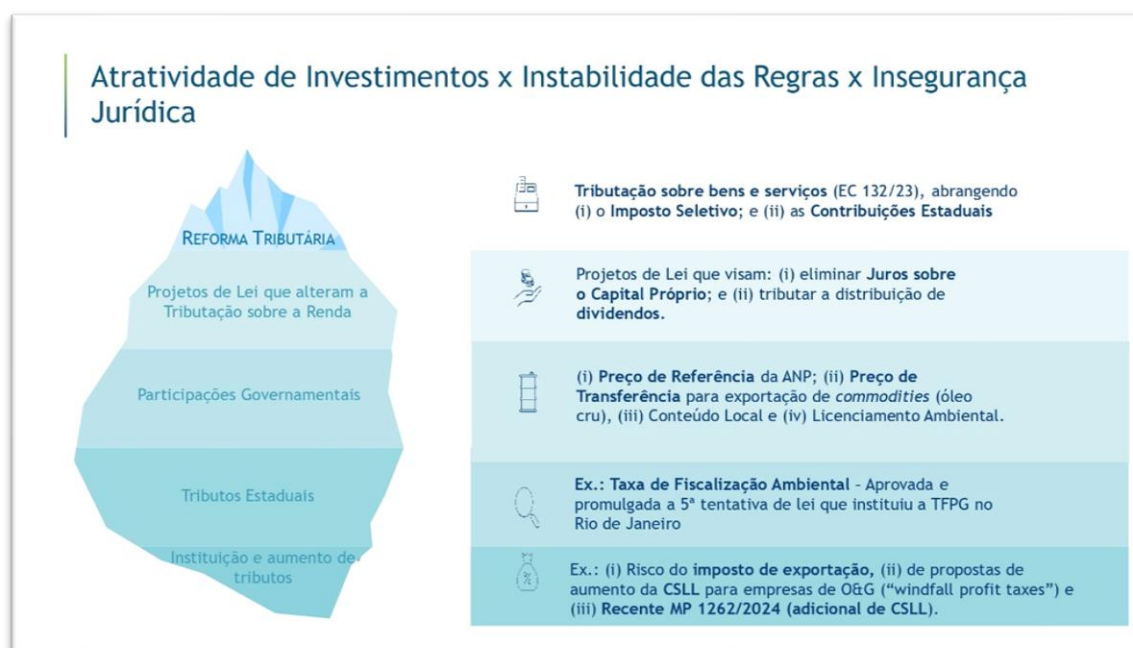 Atratividade de Investimentos x Instabilidade das Regras x Insegurança
Jurídica
REFORMA TRIBUTÁRIA
Tributação sobre bens e serviços (EC 132/23), abrangendo
(i) o Imposto Seletivo; e (ii) as Contribuições Estaduais
Projetos de Lei que alteram a
Tributação sobre a Renda
Projetos de Lei que visam: (i) eliminar Juros sobre
o Capital Próprio; e (ii) tributar a distribuição de
dividendos.
Participações Governamentais
(i) Preço de Referência da ANP; (ii) Preço de
Transferência para exportação de commodities (óleo
cru), (iii) Conteúdo Local e (iv) Licenciamento Ambiental.
Tributos Estaduais
Ex.: Taxa de Fiscalização Ambiental - Aprovada e
promulgada a 5ª tentativa de lei que instituiu a TFPG no
Rio de Janeiro
Instituição e aumento de
tributos
Ex.: (i) Risco do imposto de exportação, (ii) de propostas de
aumento da CSLL para empresas de O&G (“windfall profit taxes”) e
(iii) Recente MP 1262/2024 (adicional de CSLL).